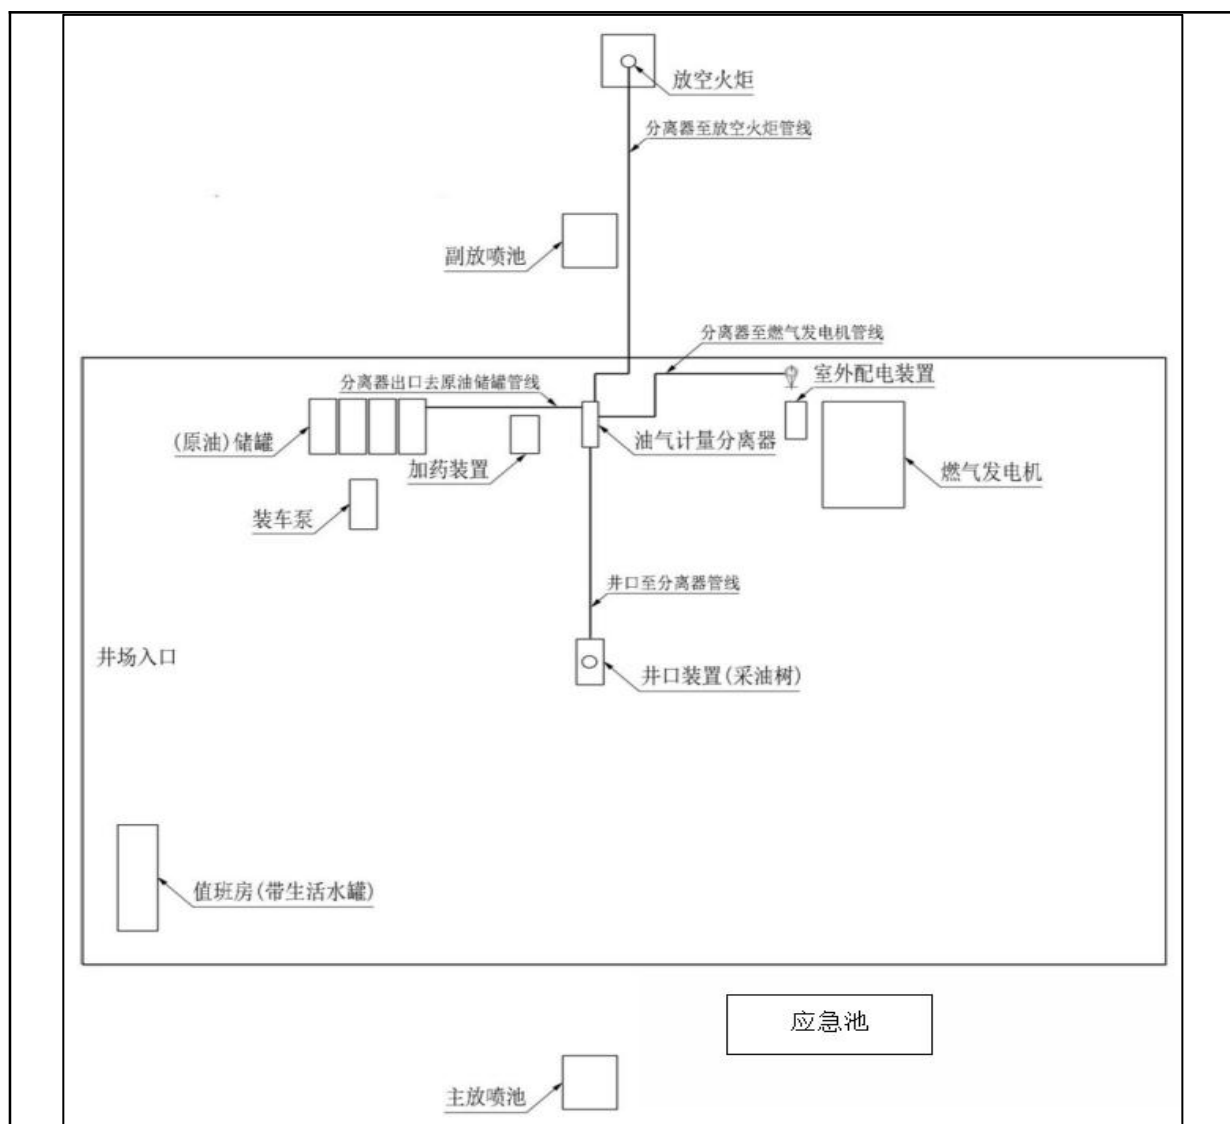 放空火炬
分离器至放空火炬管线
副放喷池
分离器至燃气发电机管线
室外配电装置
分离器出口去原油储罐管线
(原油)储罐
油气计量分离器
加药装置
燃气发电机
装车泵
井口至分离器管线
井场入口
井口装置(采油树)
值班房(带生活水罐)
应急池
主放喷池